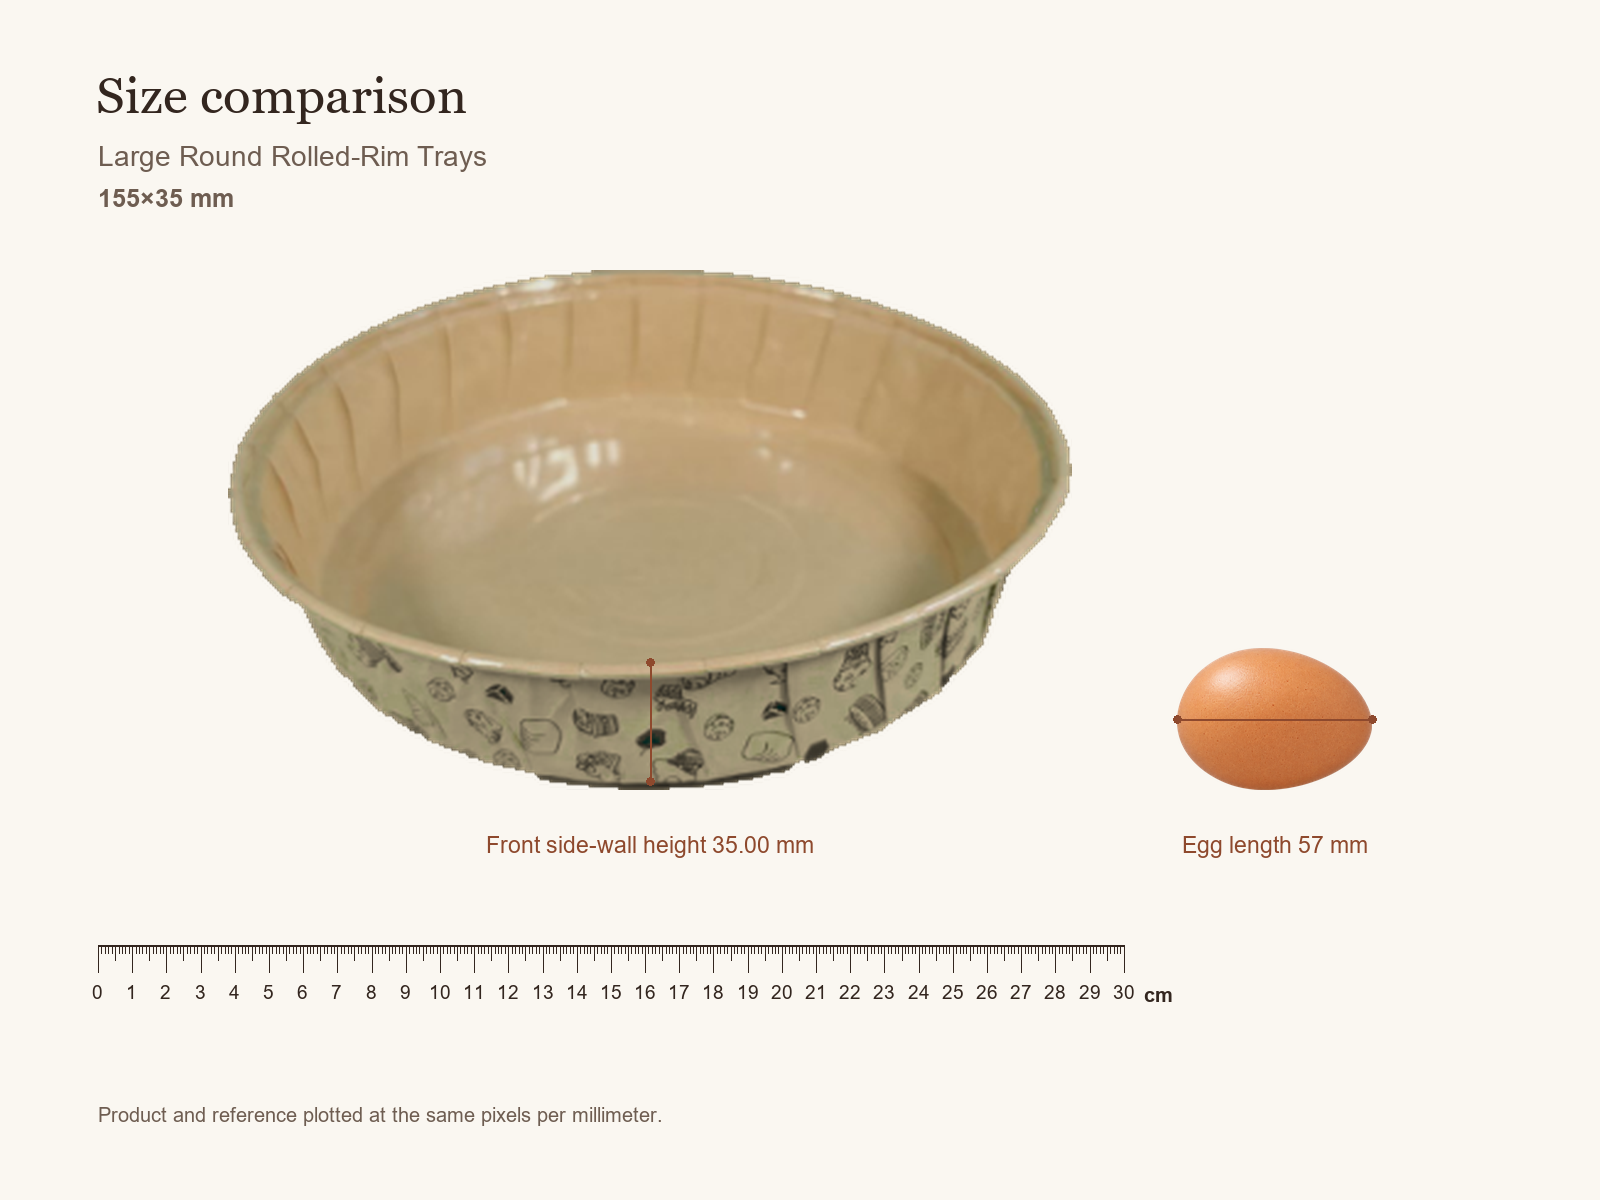 Size comparison
Large Round Rolled-Rim Trays
155×35 mm
Front side-wall height 35.00 mm
Egg length 57 mm
0 1 2 3 4 5 6 7 8 9 10 11 12 13 14 15 16 17 18 19 20 21 22 23 24 25 26 27 28 29 30 cm
Product and reference plotted at the same pixels per millimeter.